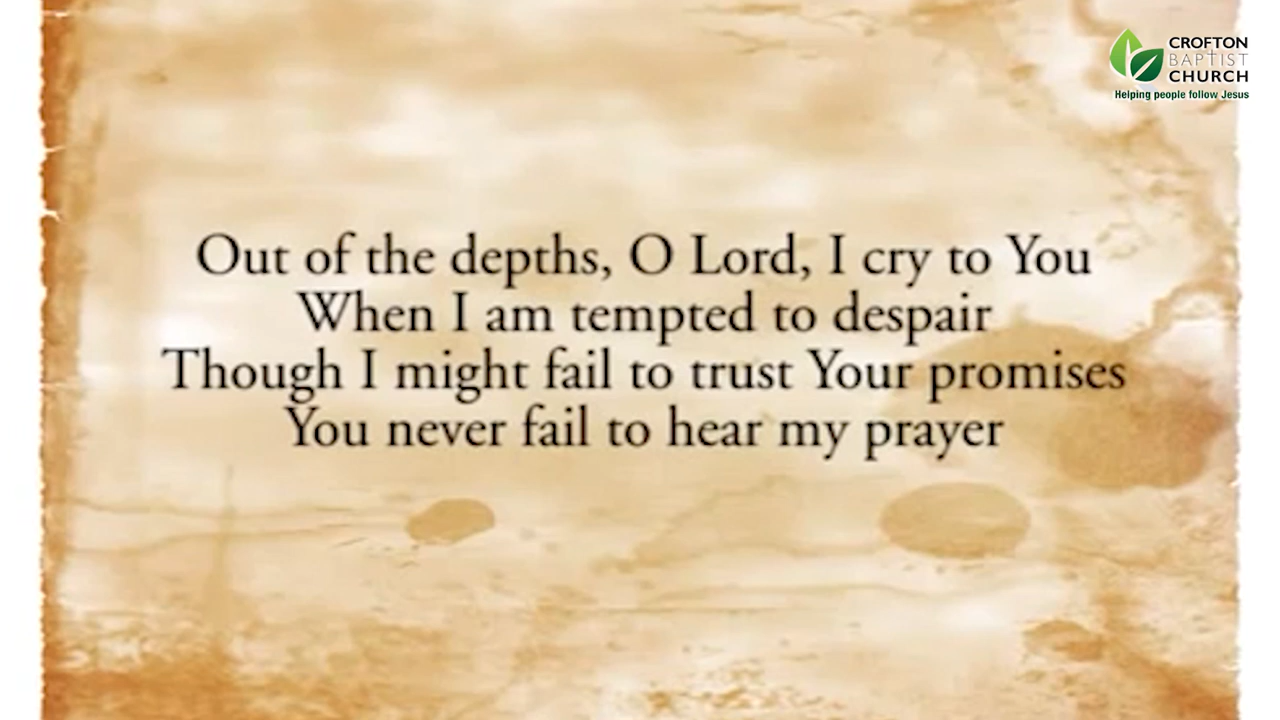 CROFTON
BAPTIST
CHURCH
Helping people follow Jesus
Out of the depths, O Lord, I cry to You
When I am tempted to despair
Though I might fail to trust Your promises
You never fail to hear my prayer